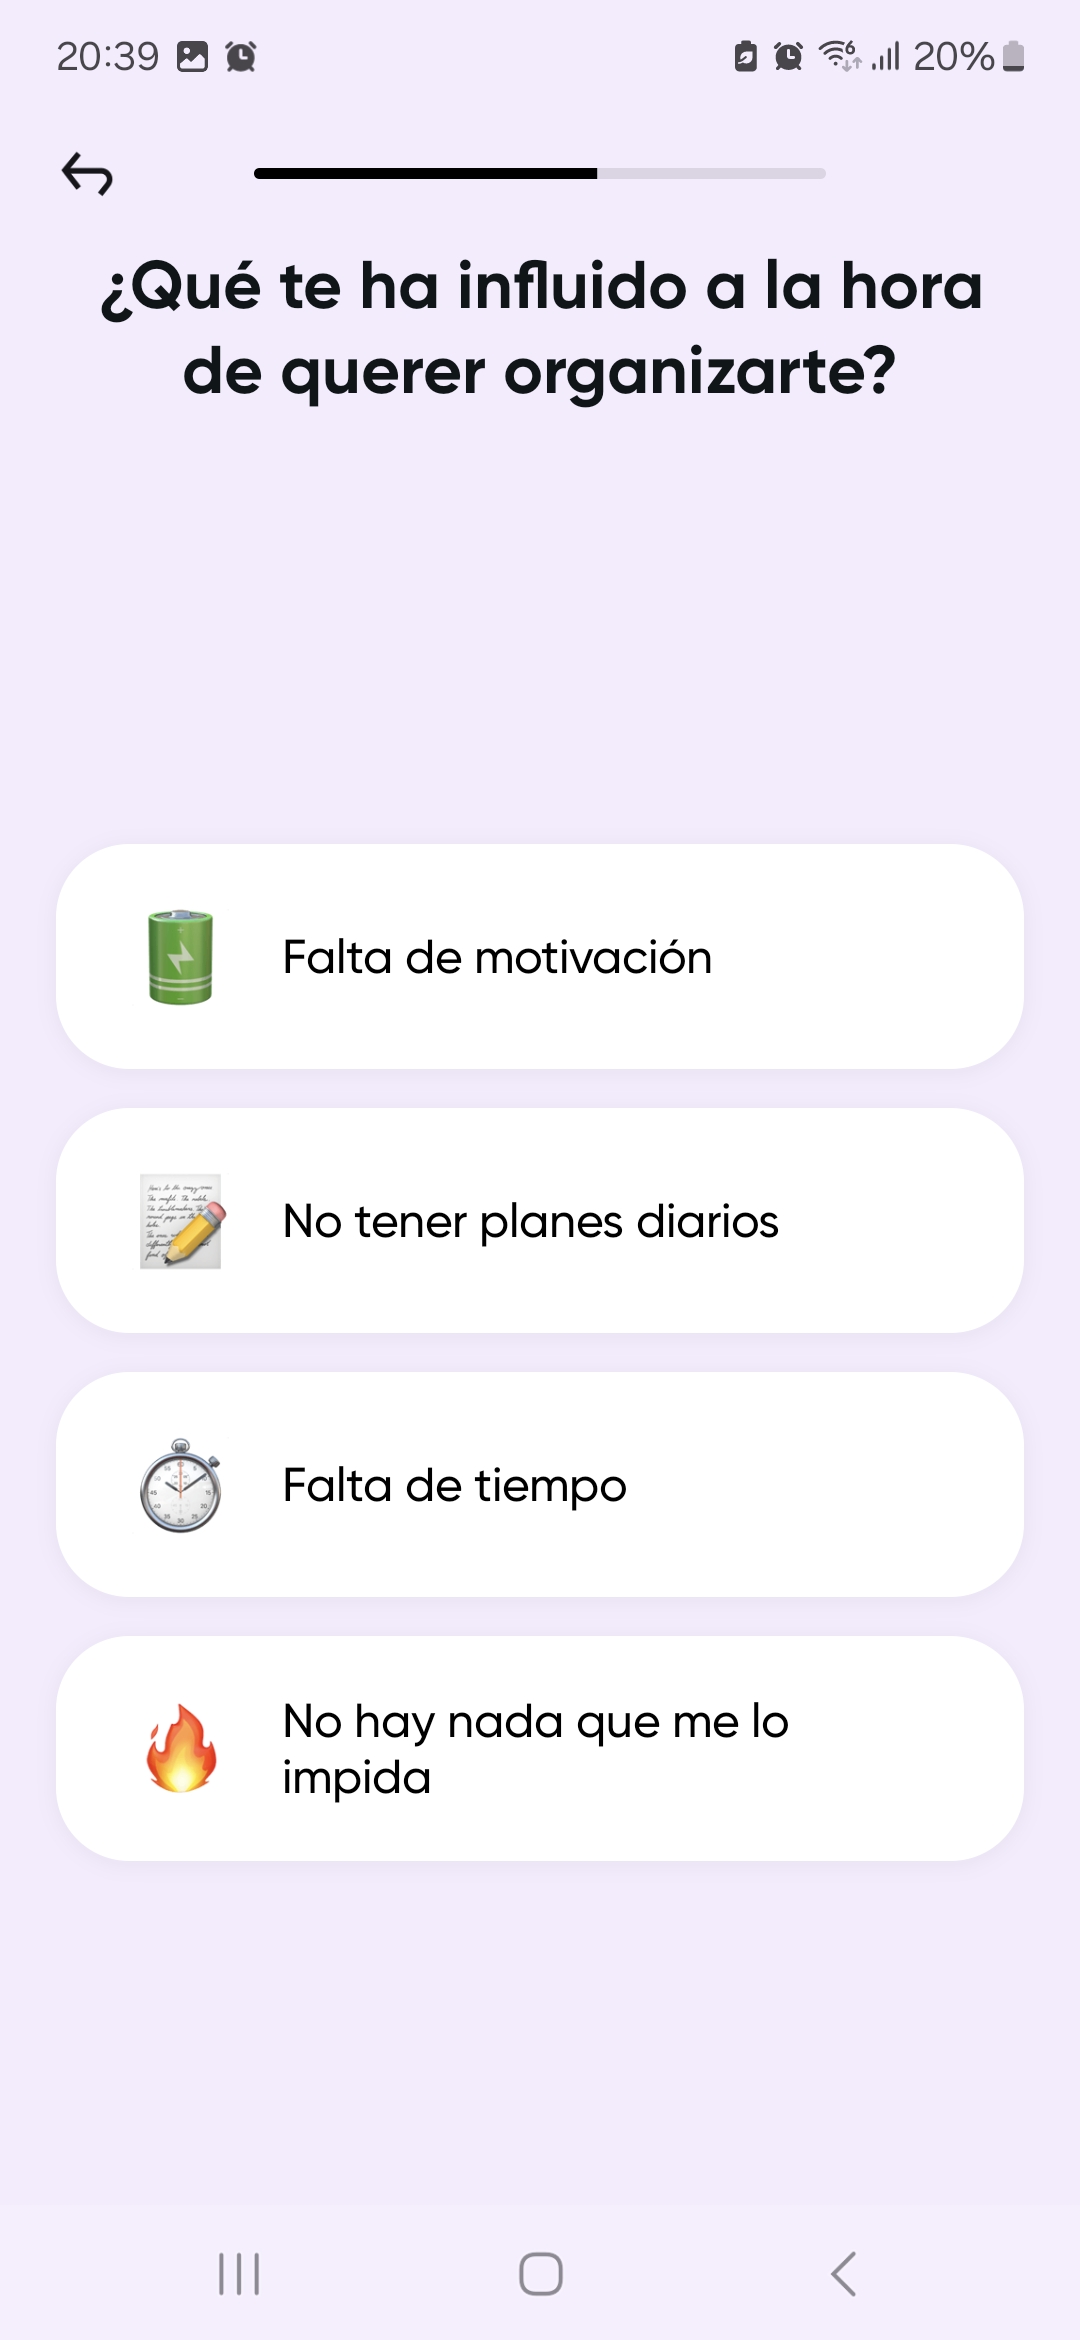 20:39
20%
¿Qué te ha influido a la hora
de querer organizarte?
Falta de motivación
No tener planes diarios
Falta de tiempo
No hay nada que me lo
impida